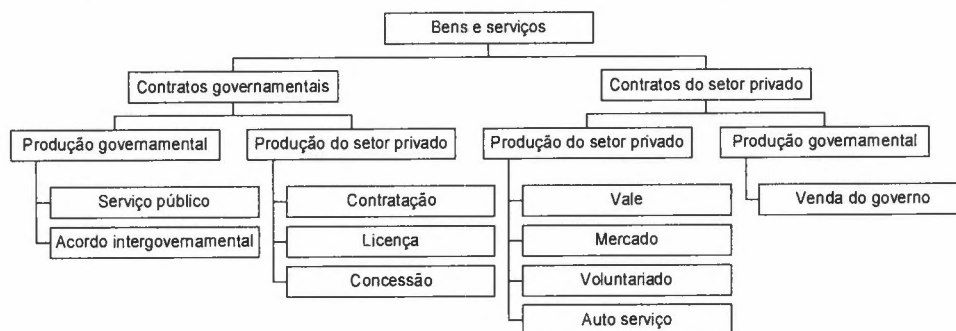 Bens e serviços
Contratos governamentais
Contratos do setor privado
Produção governamental
Produção do setor privado
Produção do setor privado
Produção governamental
Serviço público
Acordo intergovernamental
Contratação
Licença
Concessão
Vale
Mercado
Voluntariado
Auto serviço
Venda do governo